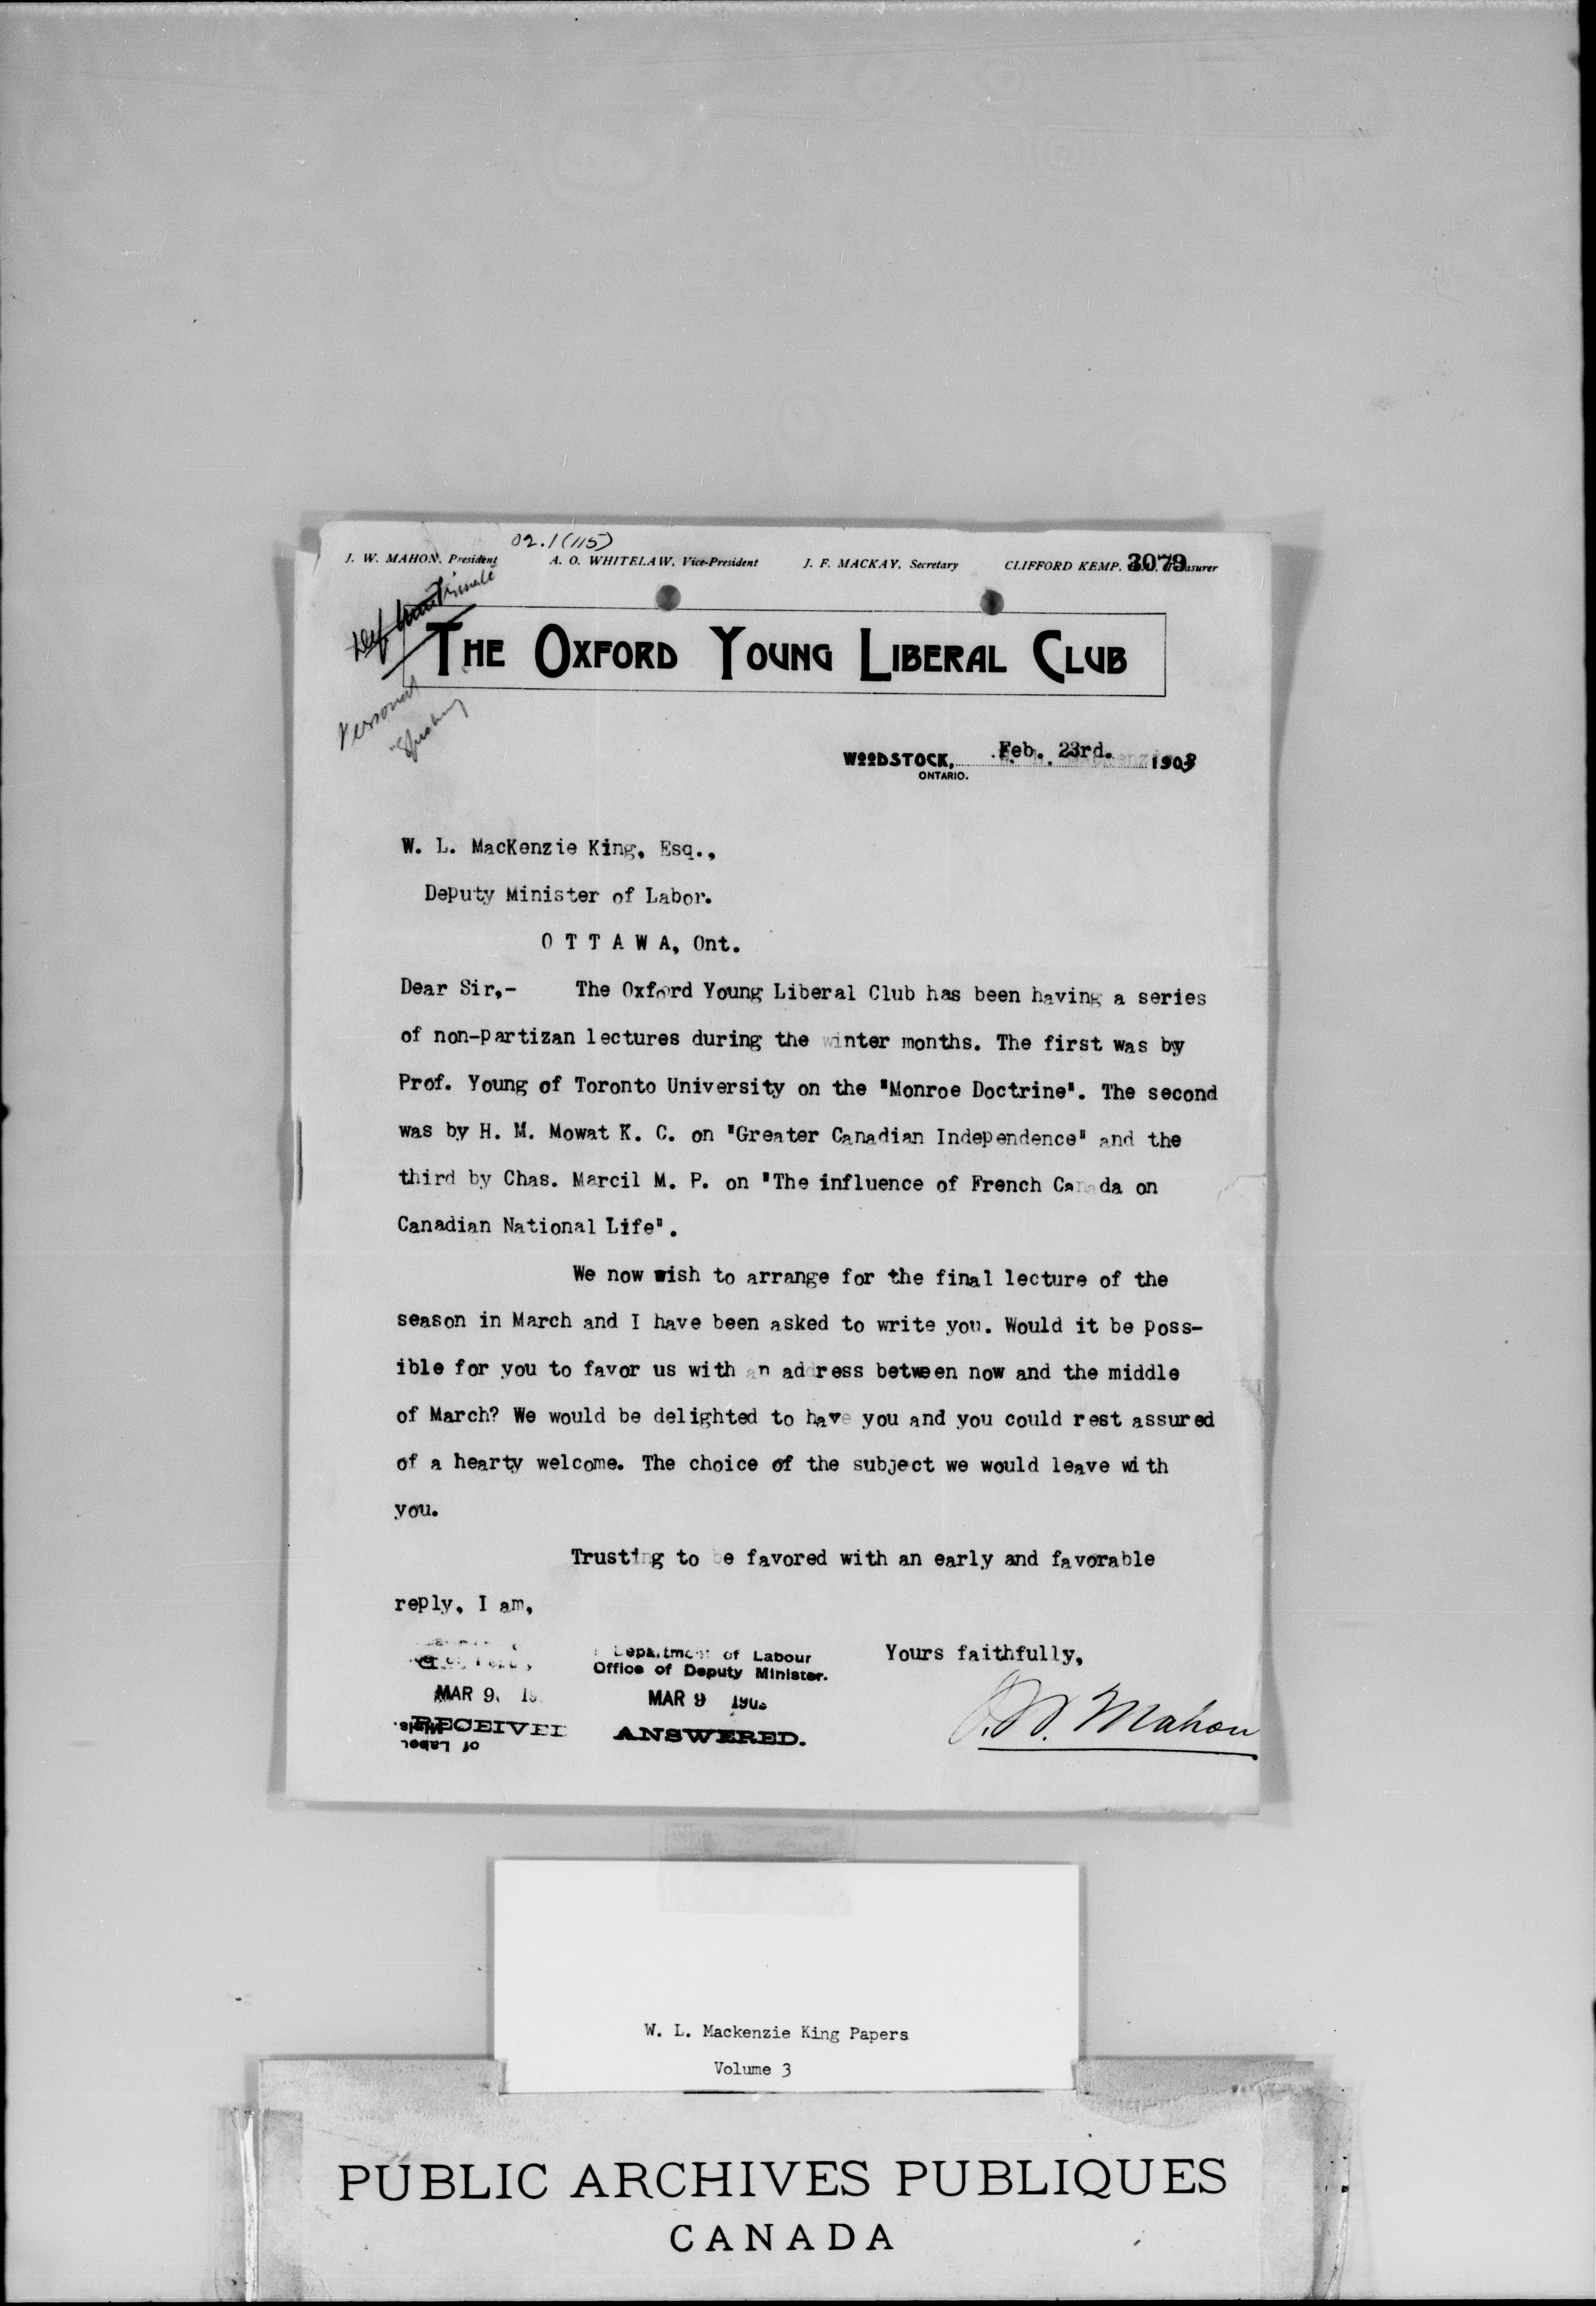 02.1(115)
J. W. MAHON, President A. O. WHITELAW, Vice-President J. F. MACKAY, Secretary CLIFFORD KEMP, 3079
Private
THE OXFORD YOUNG LIBERAL CLUB
Personal
Speaking
WOODSTOCK, Feb. 23rd. 1903
ONTARIO.
W. L. MacKenzie King, Esq.,
Deputy Minister of Labor.
O T T A W A, Ont.
Dear Sir,- The Oxford Young Liberal Club has been having a series
of non-partizan lectures during the winter months. The first was by
Prof. Young of Toronto University on the "Monroe Doctrine". The second
was by H. M. Mowat K. C. on "Greater Canadian Independence" and the
third by Chas. Marcil M. P. on "The influence of French Canada on
Canadian National Life".
We now wish to arrange for the final lecture of the
season in March and I have been asked to write you. Would it be poss-
ible for you to favor us with an address between now and the middle
of March? We would be delighted to have you and you could rest assured
of a hearty welcome. The choice of the subject we would leave with
you.
Trusting to be favored with an early and favorable
reply, I am,
Yours faithfully,
J. W. Mahon
MAR 9
RECEIVED
of Labor
Department of Labour
Office of Deputy Minister.
MAR 9 1903
ANSWERED.
W. L. Mackenzie King Papers
Volume 3
PUBLIC ARCHIVES PUBLIQUES
CANADA